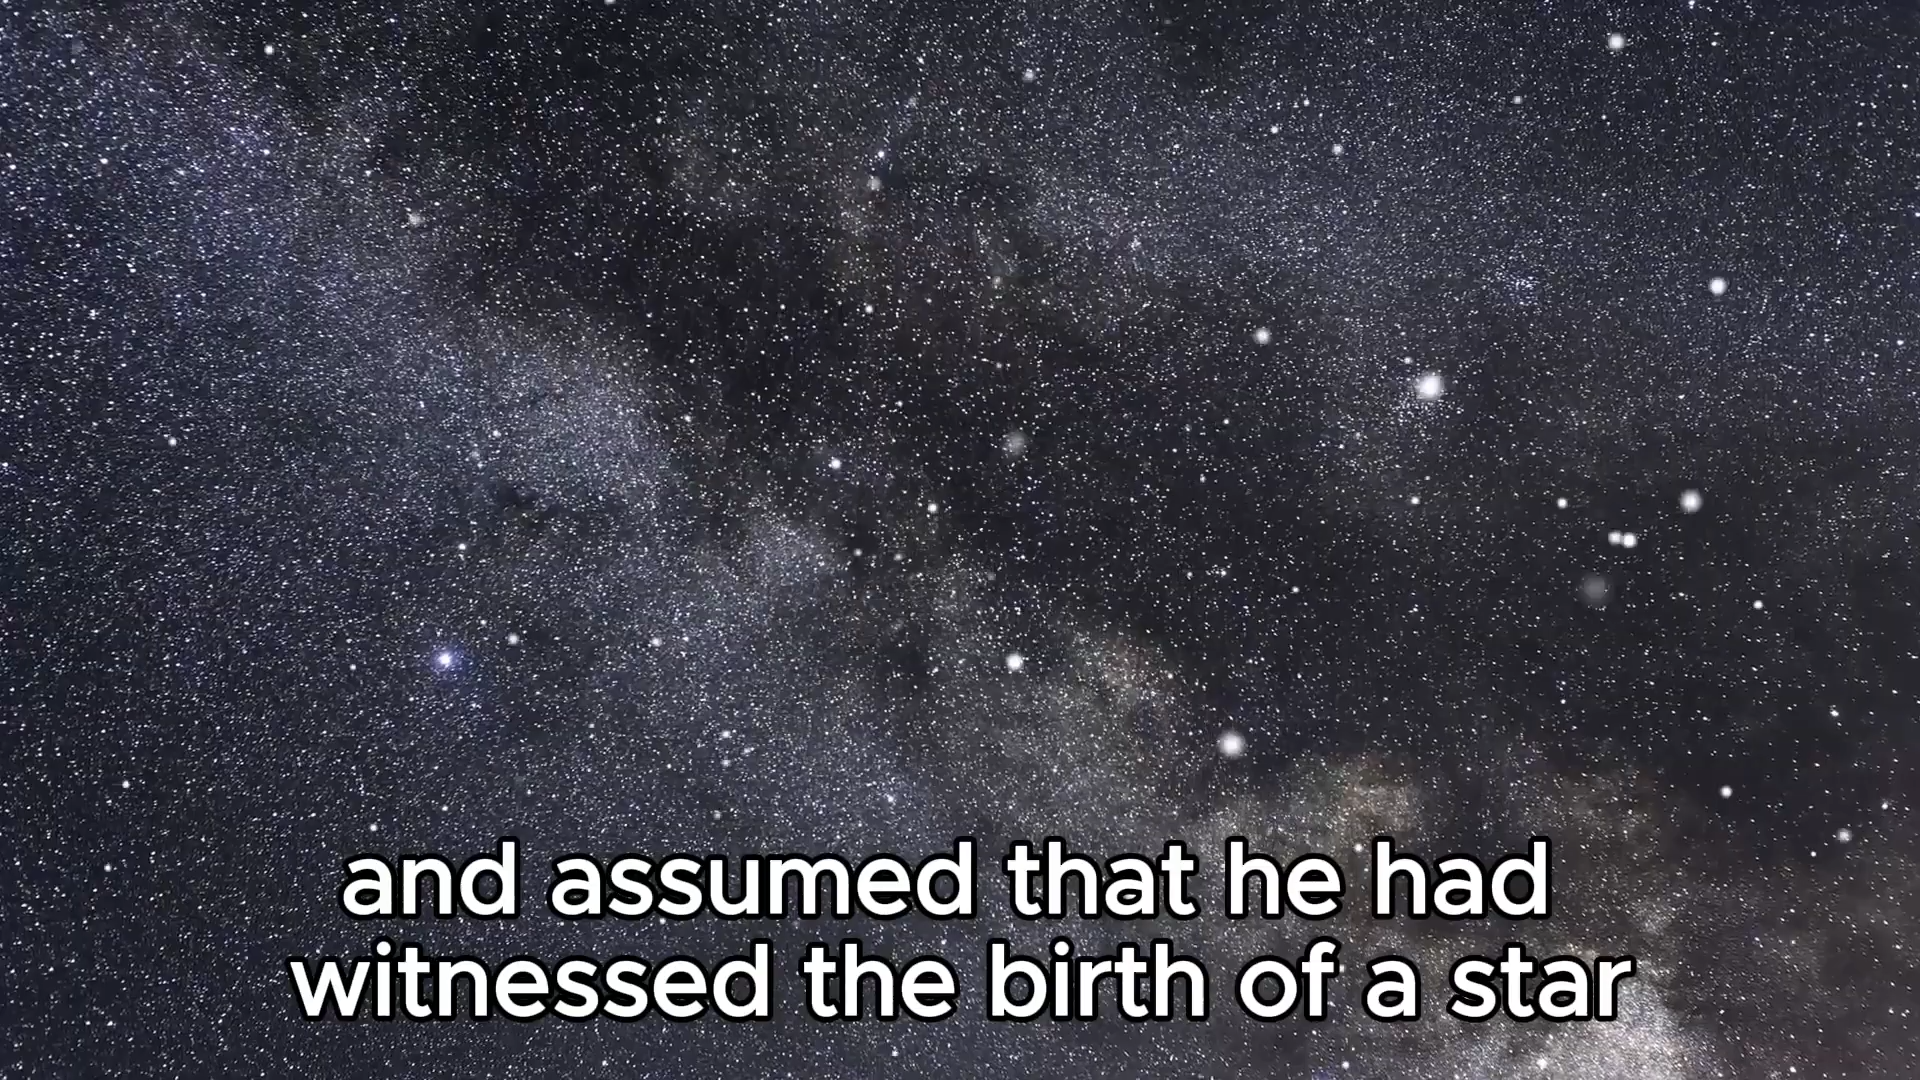 and assumed that he had
witnessed the birth of a star